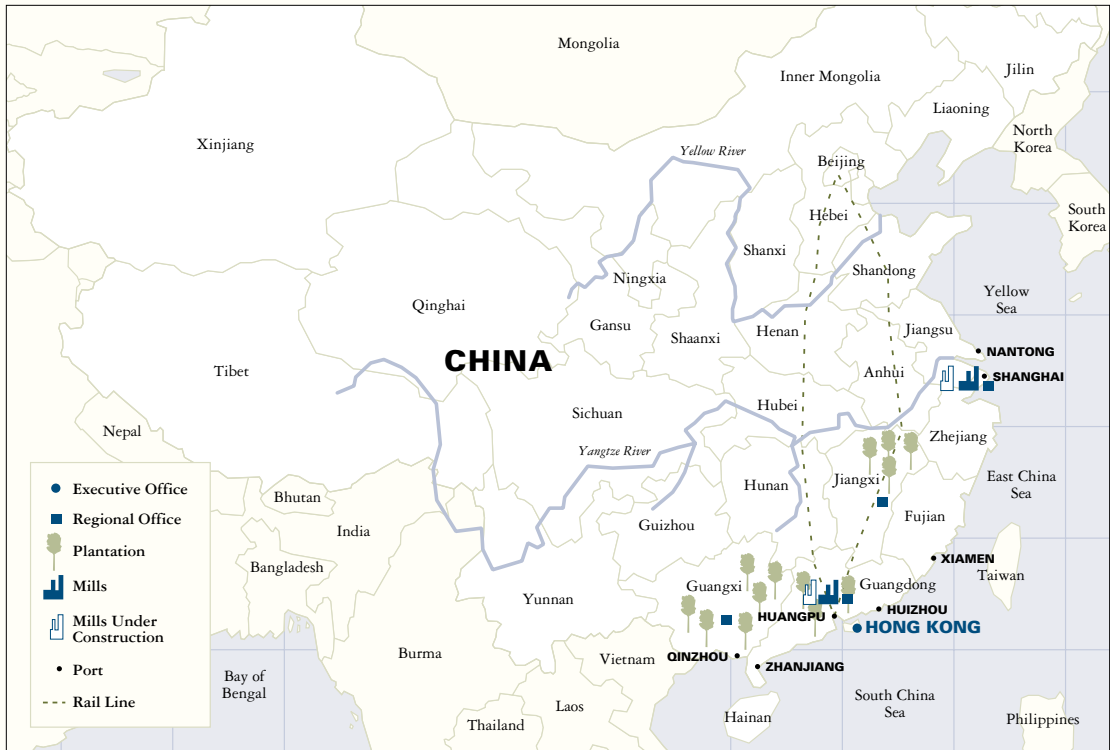 Mongolia
Jilin
Inner Mongolia
Liaoning
Xinjiang
North
Korea
Yellow River
Beijing
Hebei
South
Korea
Shanxi
Ningxia
Shandong
Qinghai
Yellow
Sea
Gansu
Shaanxi
Henan
Jiangsu
CHINA
NANTONG
Tibet
Anhui
SHANGHAI
Hubei
Sichuan
Nepal
Zhejiang
Yangtze River
Jiangxi
Hunan
East China
Sea
Bhutan
India
Guizhou
Fujian
Bangladesh
XIAMEN
Taiwan
Guangxi
Guangdong
Yunnan
HUIZHOU
HUANGPU
HONG KONG
Burma
Vietnam
QINZHOU
ZHANJIANG
Bay of
Bengal
Laos
South China
Sea
Hainan
Thailand
Philippines
Executive Office
Regional Office
Plantation
Mills
Mills Under
Construction
Port
Rail Line